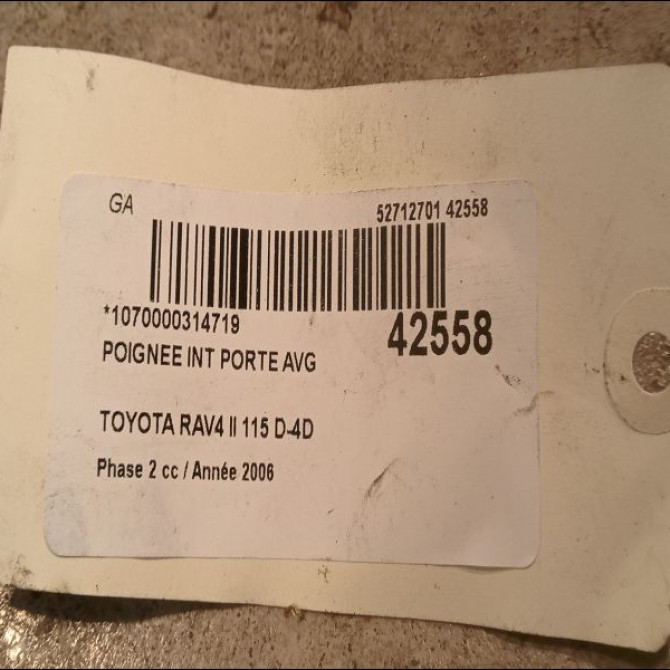 GA
52712701 42558
*1070000314719
42558
POIGNEE INT PORTE AVG
TOYOTA RAV4 II 115 D-4D
Phase 2 cc / Année 2006